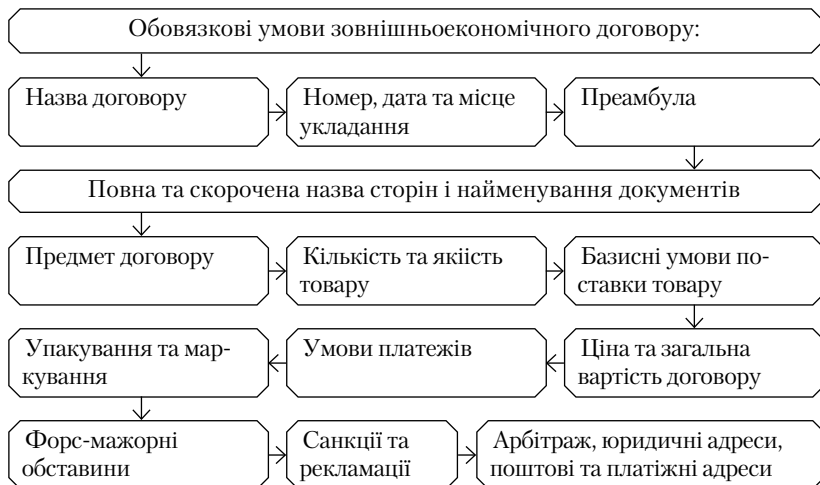 Обовязкові умови зовнішньоекономічного договору:
Назва договору
Номер, дата та місце
укладання
Преамбула
Повна та скорочена назва сторін і найменування документів
Предмет договору
Кількість та якіість
товару
Базисні умови по-
ставки товару
Упакування та мар-
кування
Умови платежів
Ціна та загальна
вартість договору
Форс-мажорні
обставини
Санкції та
рекламації
Арбітраж, юридичні адреси,
поштові та платіжні адреси